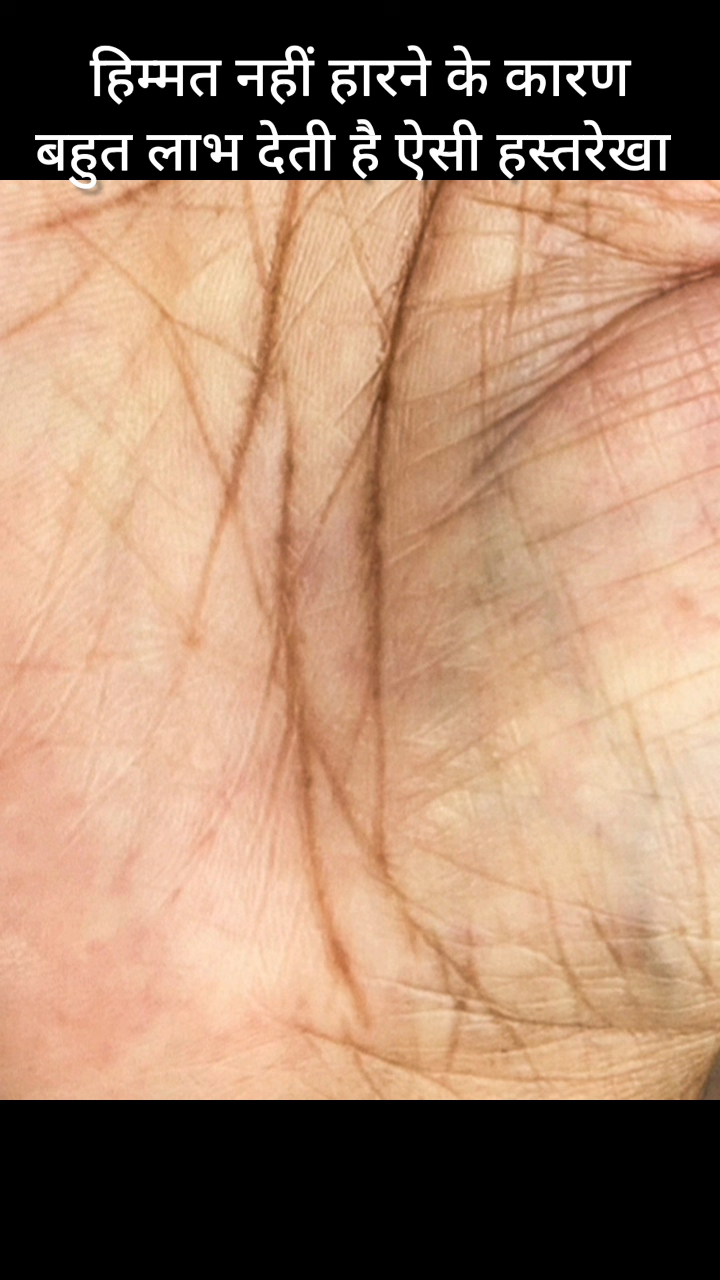 हिम्मत नहीं हारने के कारण
बहुत लाभ देती है ऐसी हस्तरेखा